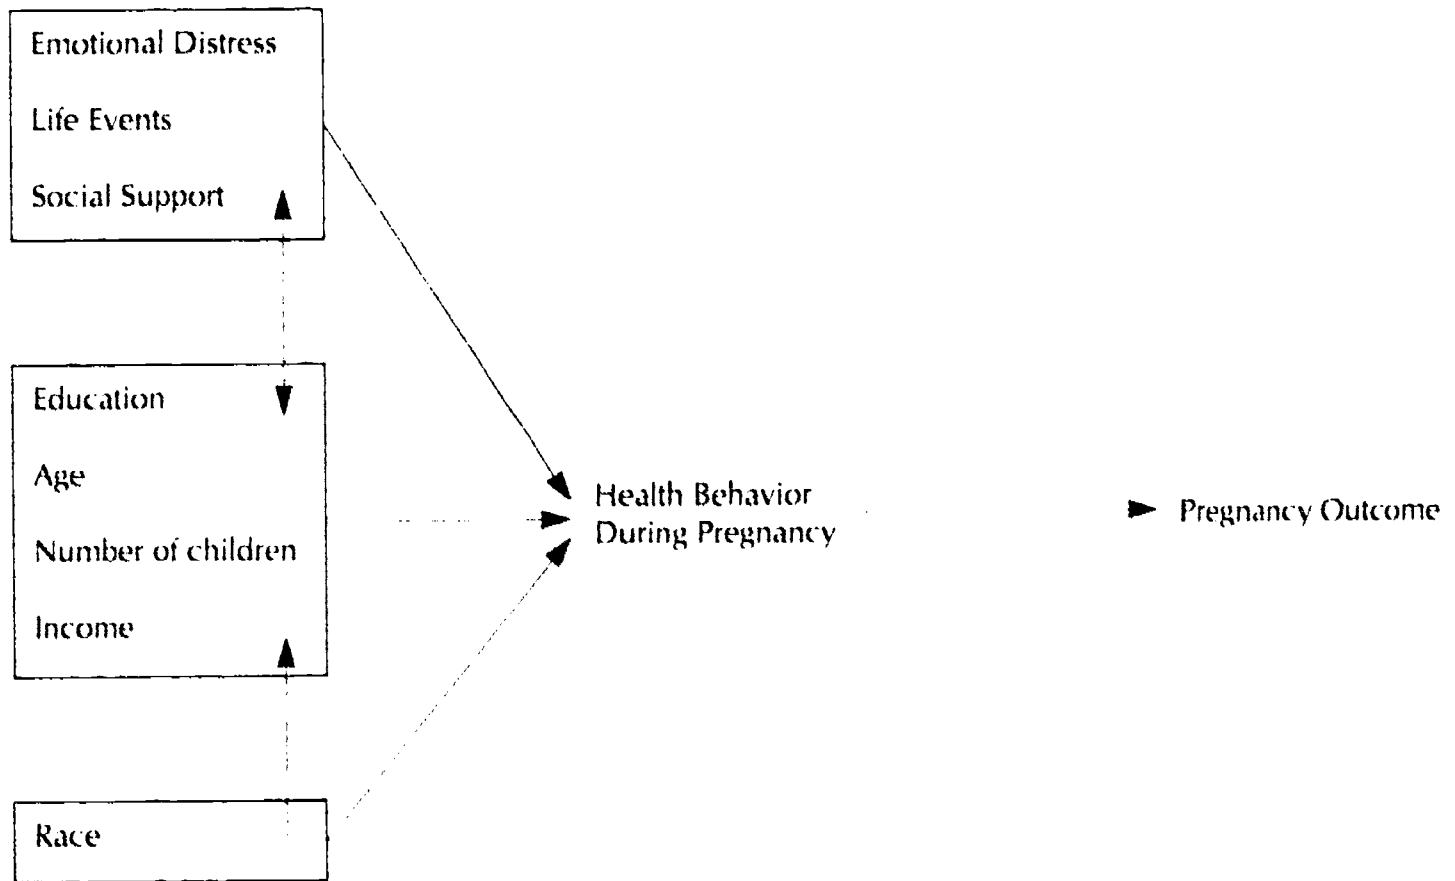 Emotional Distress
Life Events
Social Support
Education
Age
Number of children
Income
Health Behavior
During Pregnancy
Pregnancy Outcome
Race